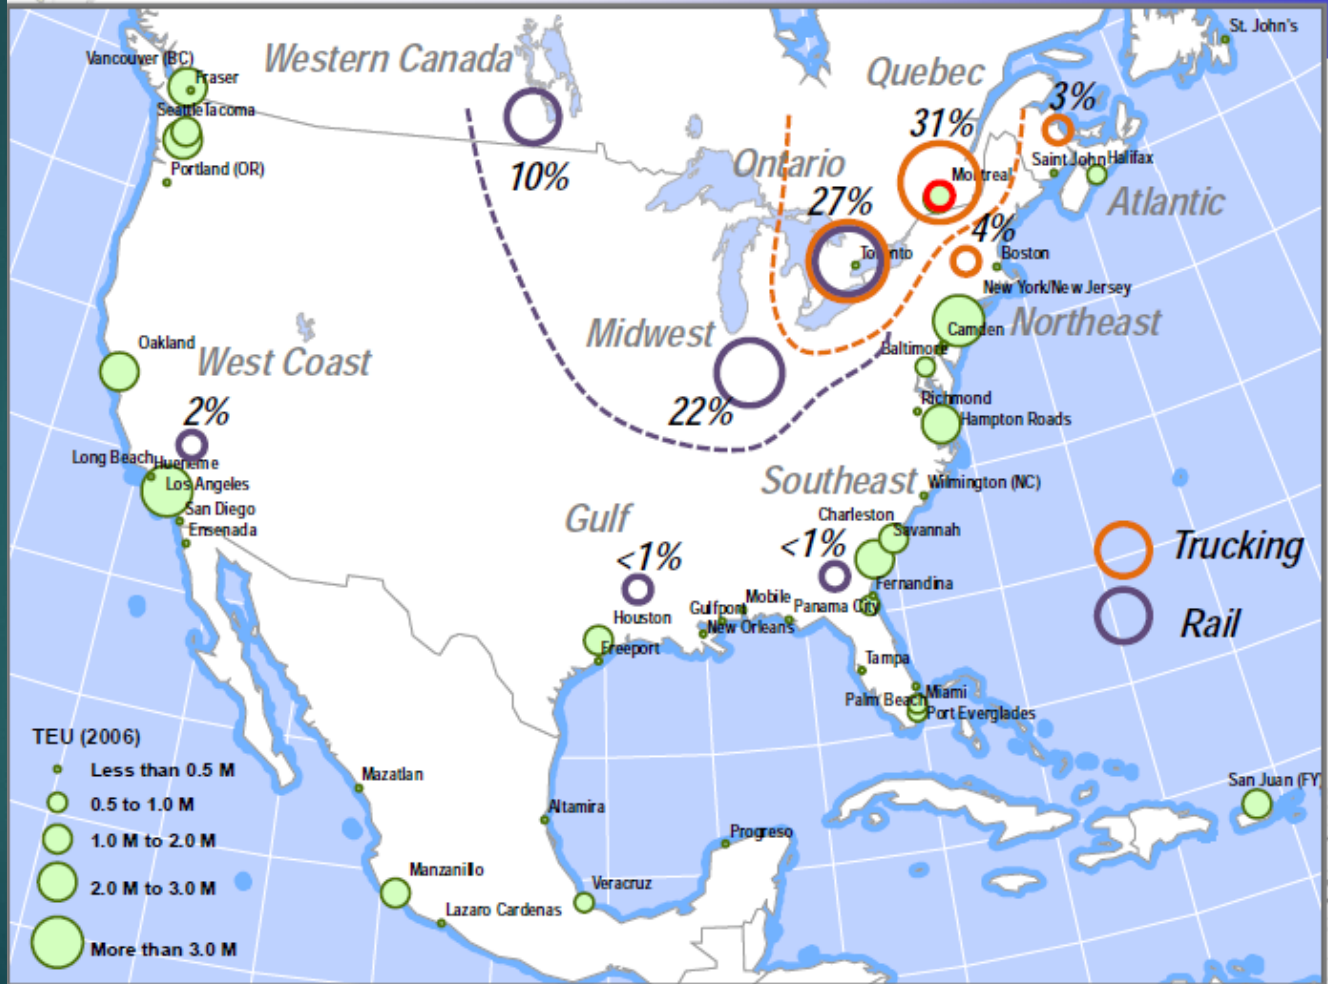 St. John's
Vancouver (BC)
Western Canada
Quebec
Fraser
3%
Seattle
Tacoma
31%
Portland (OR)
10%
Ontario
Montreal
Saint John
Halifax
27%
Atlantic
4%
Toronto
Boston
New York/New Jersey
Northeast
Camden
Midwest
Oakland
West Coast
Baltimore
2%
22%
Richmond
Hampton Roads
Long Beach
Hueneme
Los Angeles
Southeast
Wilmington (NC)
San Diego
Ensenada
Gulf
Charleston
Savannah
<1%
<1%
Trucking
Fernandina
Houston
Gulfport
Mobile
Panama City
New Orleans
Rail
Freeport
Tampa
Palm Beach
Miami
Port Everglades
TEU (2006)
Less than 0.5 M
0.5 to 1.0 M
1.0 M to 2.0 M
2.0 M to 3.0 M
More than 3.0 M
Mazatlan
San Juan (FY)
Altamira
Progreso
Manzanillo
Veracruz
Lazaro Cardenas